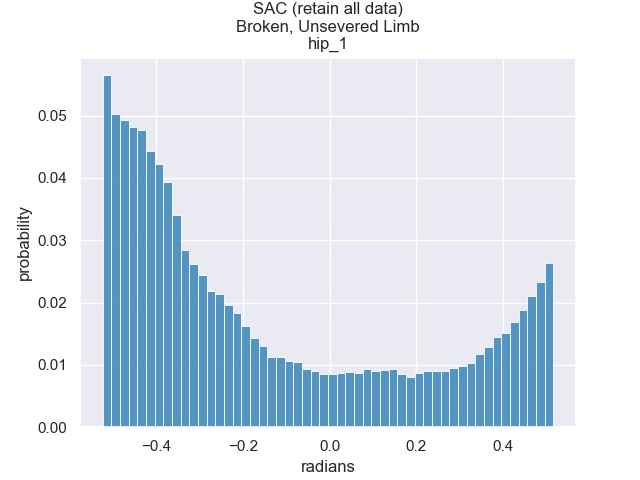 SAC (retain all data)
Broken, Unsevered Limb
hip_1
probability
0.05
0.04
0.03
0.02
0.01
0.00
−0.4 −0.2 0.0 0.2 0.4
radians